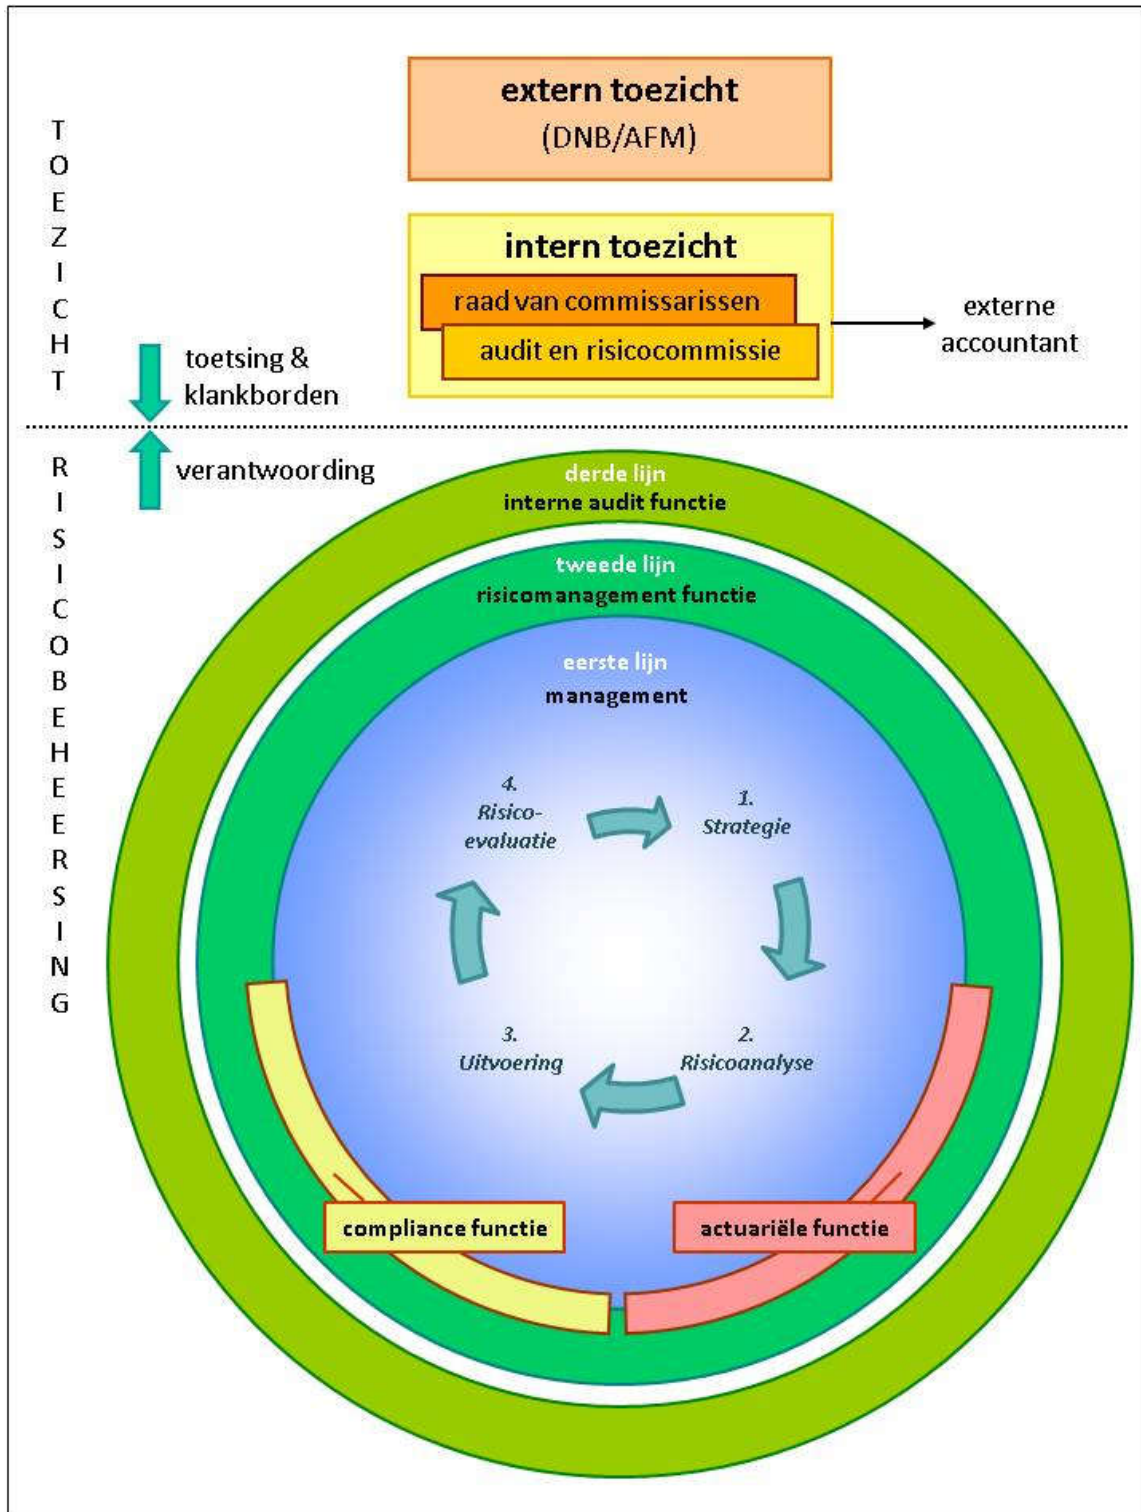 TOEZICHT
extern toezicht
(DNB/AFM)
intern toezicht
raad van commissarissen
audit en risicocommissie
externe
accountant
toetsing &
klankborden
RISICOBEHEERSING
verantwoording
derde lijn
interne audit functie
tweede lijn
risicomanagement functie
eerste lijn
management
1.
Strategie
2.
Risicoanalyse
3.
Uitvoering
4.
Risico-
evaluatie
compliance functie
actuariële functie